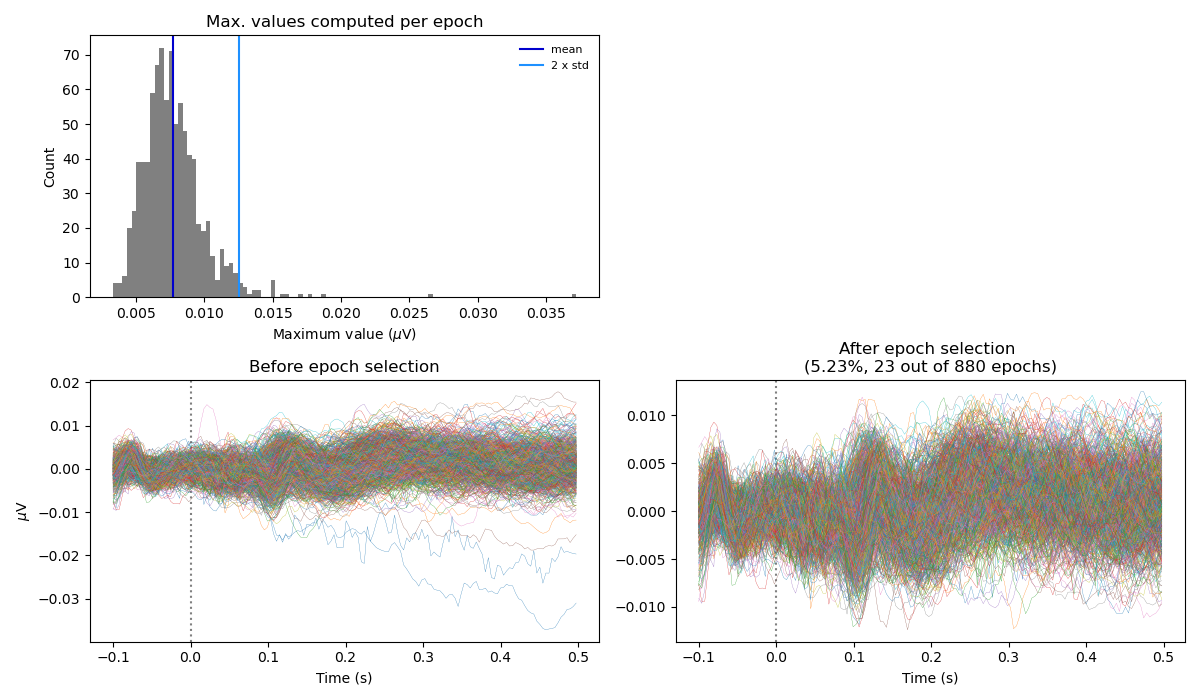 Max. values computed per epoch
Count
70
60
50
40
30
20
10
0
mean
2 x std
0.005 0.010 0.015 0.020 0.025 0.030 0.035
Maximum value (μV)
Before epoch selection
μV
0.02
0.01
0.00
−0.01
−0.02
−0.03
−0.1 0.0 0.1 0.2 0.3 0.4 0.5
Time (s)
After epoch selection
(5.23%, 23 out of 880 epochs)
0.010
0.005
0.000
−0.005
−0.010
−0.1 0.0 0.1 0.2 0.3 0.4 0.5
Time (s)